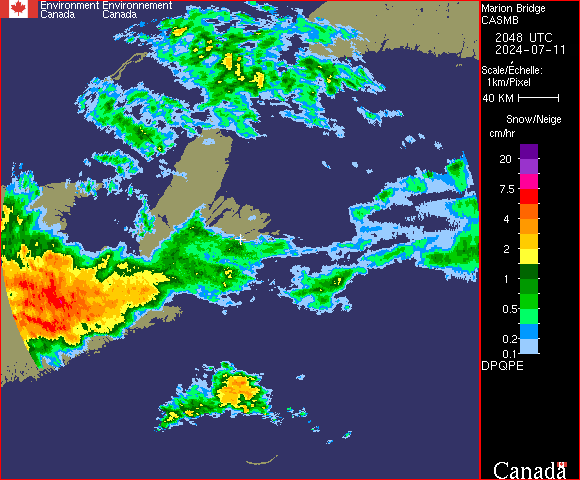 Environment Environnement
Canada Canada
Marion Bridge
CASMB
2048 UTC
2024-07-11
Scale/Échelle:
1km/Pixel
40 KM
Snow/Neige
cm/hr
20
7.5
4
2
1
0.5
0.2
0.1
DPQPE
Canada